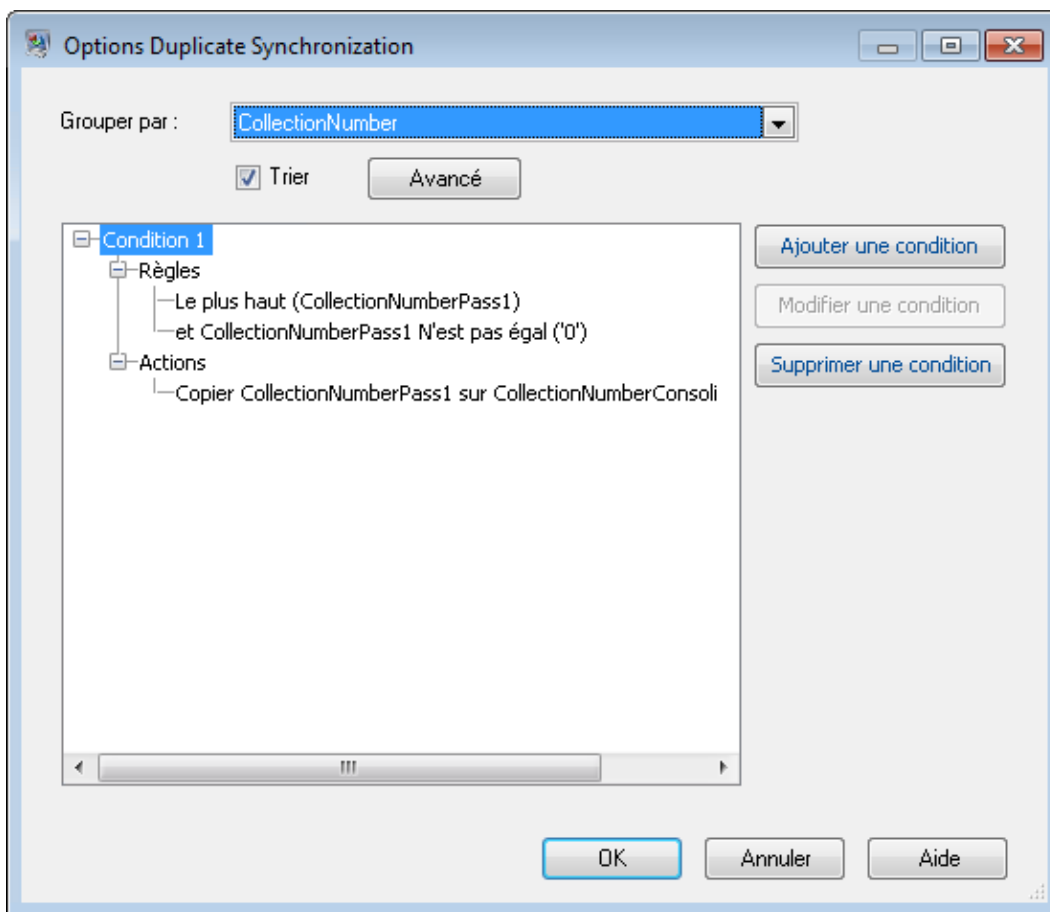 Options Duplicate Synchronization
Grouper par :
CollectionNumber
Trier
Avancé
Condition 1
Règles
Le plus haut (CollectionNumberPass1)
et CollectionNumberPass1 N'est pas égal ('0')
Actions
Copier CollectionNumberPass1 sur CollectionNumberConsoli
Ajouter une condition
Modifier une condition
Supprimer une condition
OK
Annuler
Aide